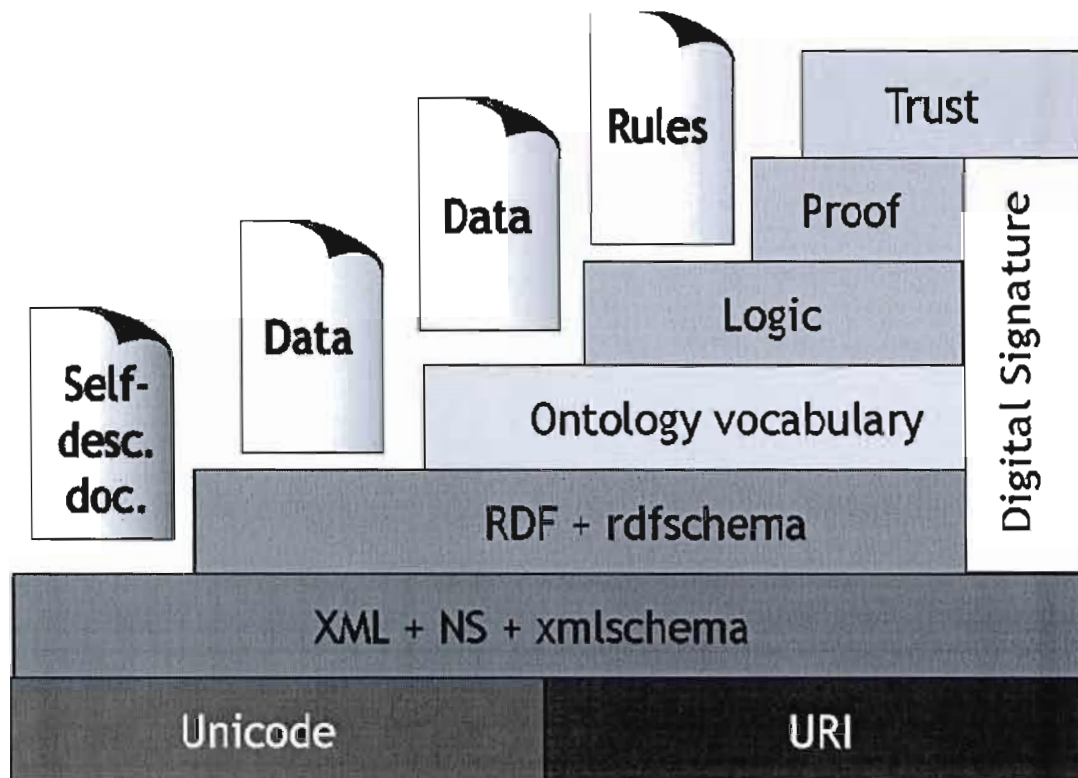 Trust
Rules
Proof
Data
Digital Signature
Logic
Data
Self-
desc.
doc.
Ontology vocabulary
RDF + rdfschema
XML + NS + xmlschema
Unicode
URI